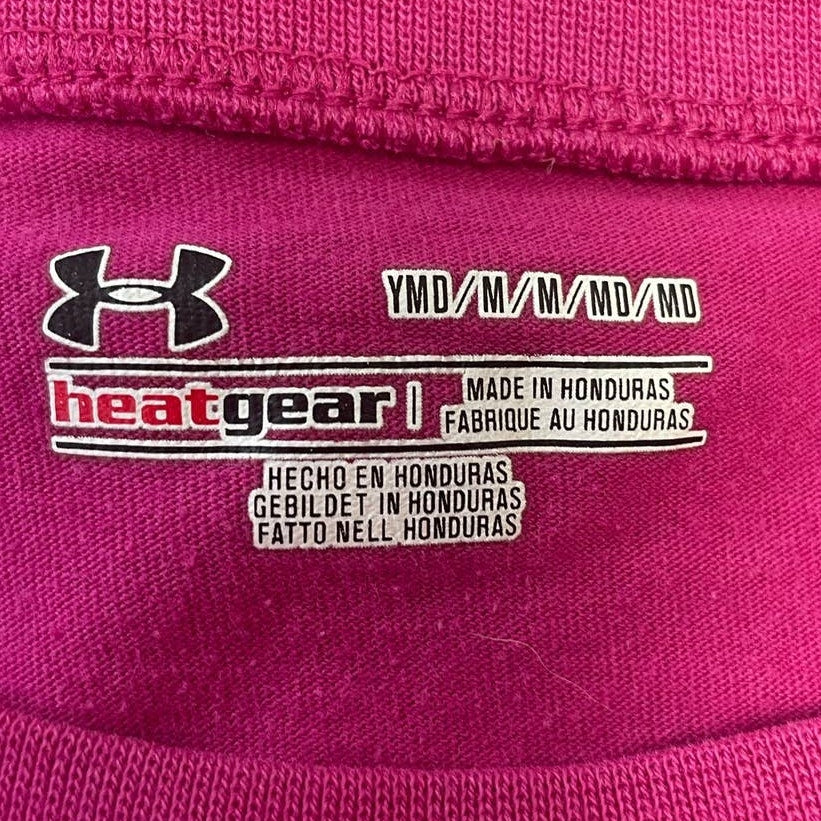 YMD/M/M/MD/MD
heatgear
MADE IN HONDURAS
FABRIQUE AU HONDURAS
HECHO EN HONDURAS
GEBILDET IN HONDURAS
FATTO NELL HONDURAS